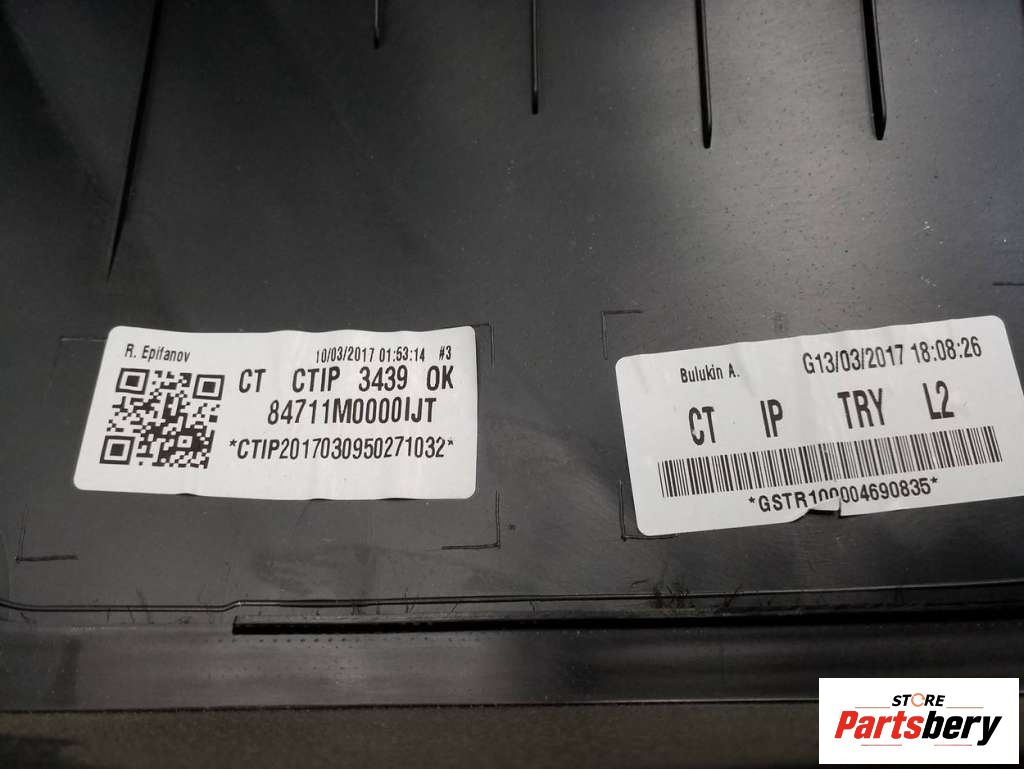 R. Epifanov 10/03/2017 01:53:14 #3
CT CTIP 3439 OK
84711M0000IJT
*CTIP2017030950271032*
Bulukin A. G13/03/2017 18:08:26
CT IP TRY L2
*GSTR100004690835*
STORE
Partsbery